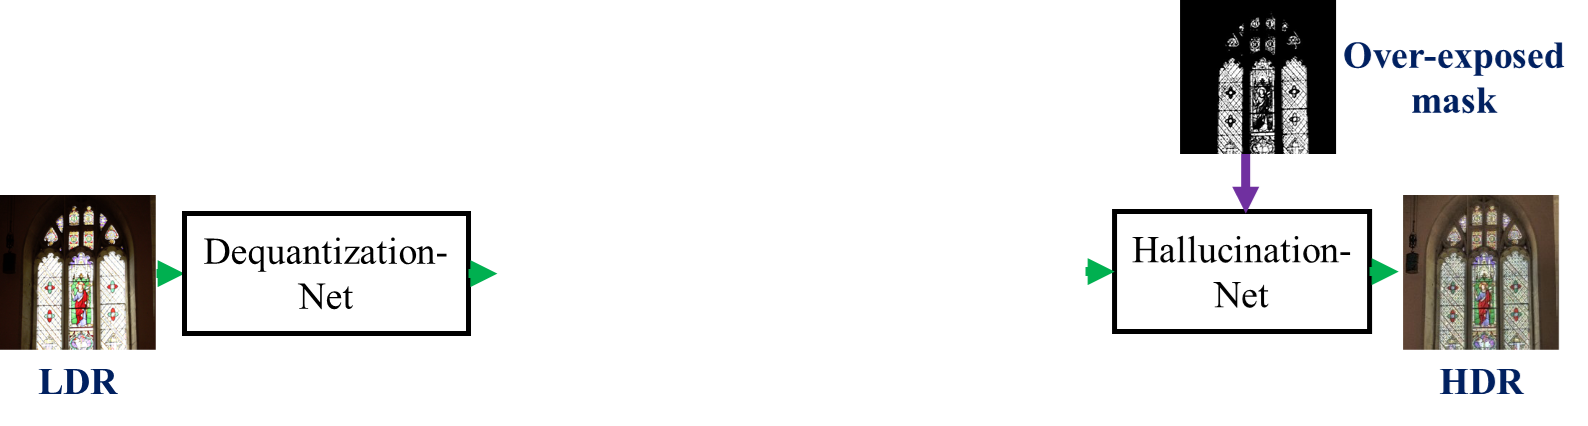 Over-exposed
mask
Dequantization-
Net
Hallucination-
Net
LDR
HDR